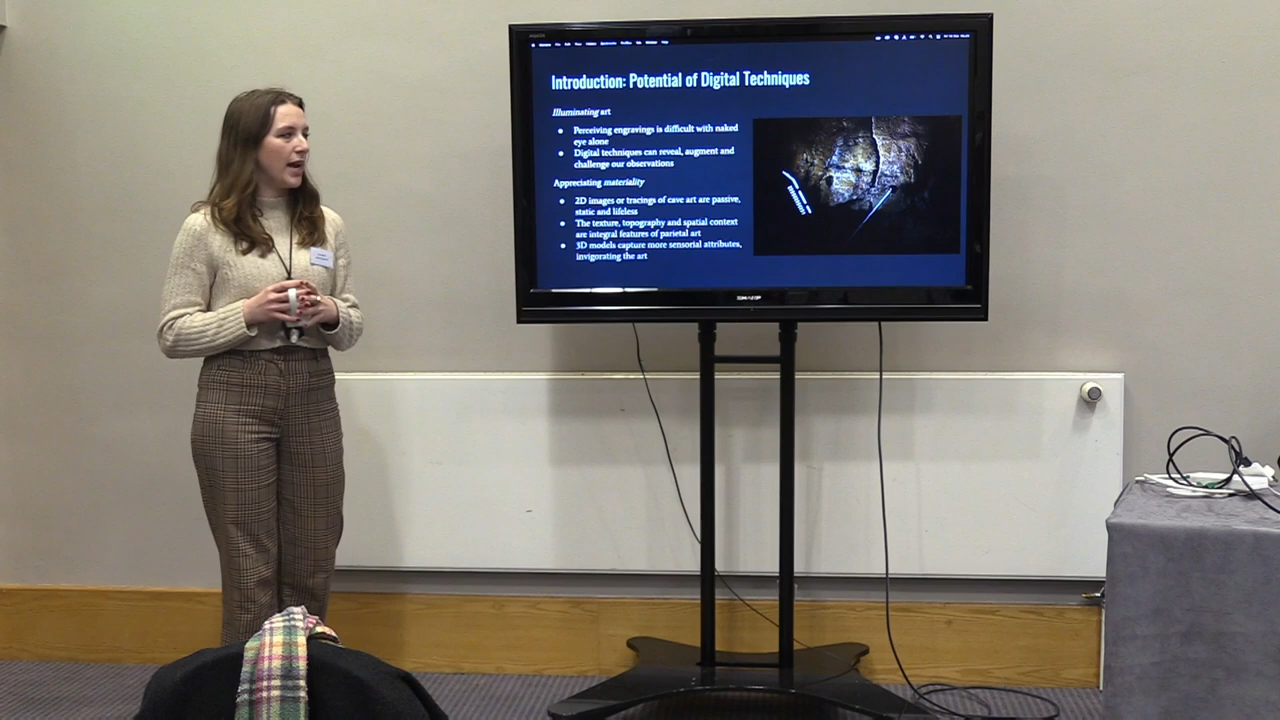 Introduction: Potential of Digital Techniques
Illuminating art
Perceiving engravings is difficult with naked
eye alone
Digital techniques can reveal, augment and
challenge our observations
Appreciating materiality
2D images or tracings of cave art are passive,
static and lifeless
The texture, topography and spatial context
are integral features of parietal art
3D models capture more sensorial attributes,
invigorating the art